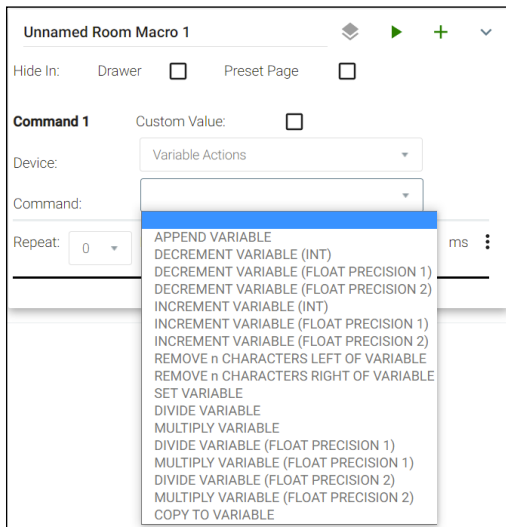 Unnamed Room Macro 1
Hide In: Drawer Preset Page
Command 1 Custom Value:
Device: Variable Actions
Command:
Repeat: 0 ms
APPEND VARIABLE
DECREMENT VARIABLE (INT)
DECREMENT VARIABLE (FLOAT PRECISION 1)
DECREMENT VARIABLE (FLOAT PRECISION 2)
INCREMENT VARIABLE (INT)
INCREMENT VARIABLE (FLOAT PRECISION 1)
INCREMENT VARIABLE (FLOAT PRECISION 2)
REMOVE n CHARACTERS LEFT OF VARIABLE
REMOVE n CHARACTERS RIGHT OF VARIABLE
SET VARIABLE
DIVIDE VARIABLE
MULTIPLY VARIABLE
DIVIDE VARIABLE (FLOAT PRECISION 1)
MULTIPLY VARIABLE (FLOAT PRECISION 1)
DIVIDE VARIABLE (FLOAT PRECISION 2)
MULTIPLY VARIABLE (FLOAT PRECISION 2)
COPY TO VARIABLE